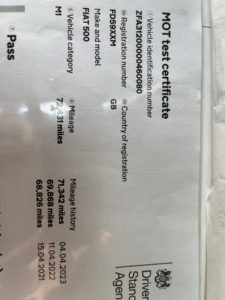 MOT test certificate
Vehicle identification number
ZFA31200000460080
Registration number
FD59XXM
Country of registration
GB
Make and model
FIAT 500
Vehicle category
M1
Mileage
miles
Mileage history
71,342 miles 04.04.2023
69,868 miles 11.04.2022
68,826 miles 15.04.2021
Pass
Driver
Stand
Agen